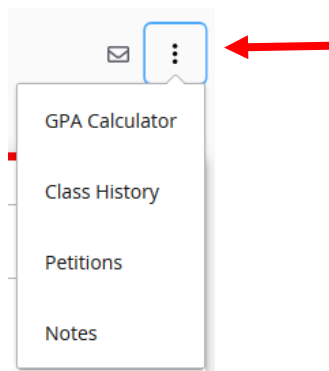 GPA Calculator
Class History
Petitions
Notes